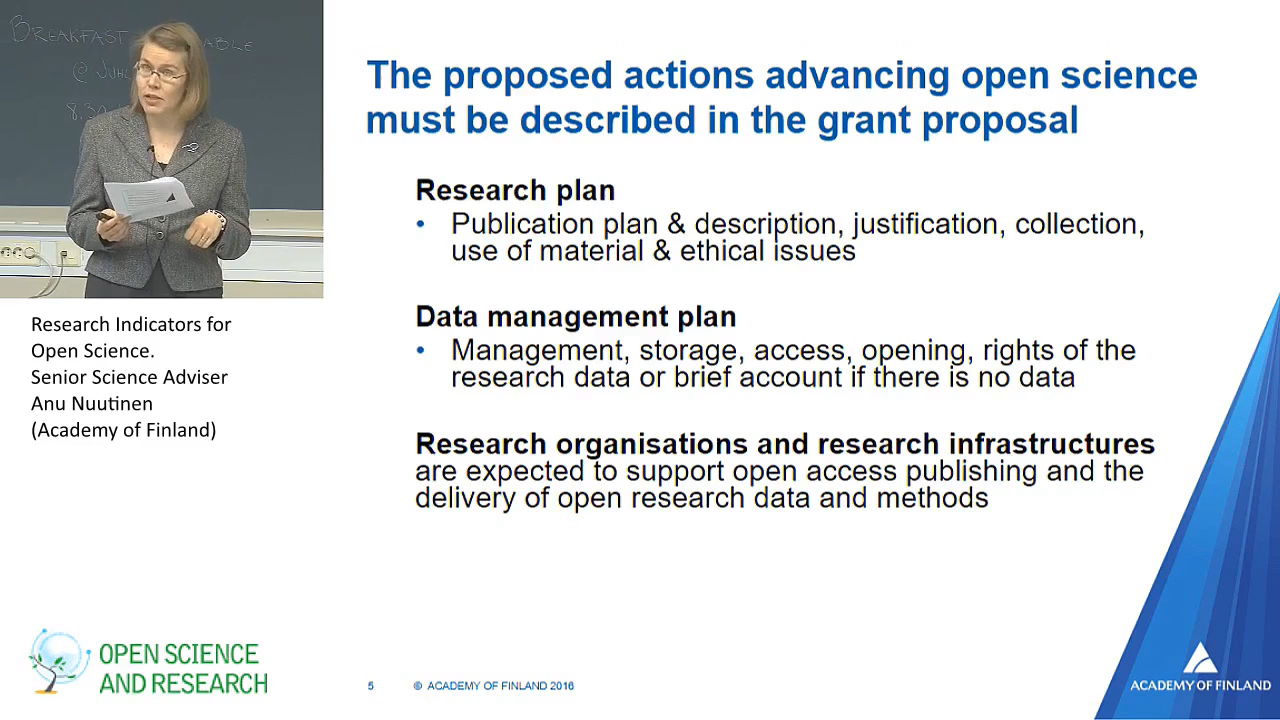 BREAKFAST
@
8.30
The proposed actions advancing open science
must be described in the grant proposal
Research plan
• Publication plan & description, justification, collection,
use of material & ethical issues
Data management plan
• Management, storage, access, opening, rights of the
research data or brief account if there is no data
Research organisations and research infrastructures
are expected to support open access publishing and the
delivery of open research data and methods
Research Indicators for
Open Science.
Senior Science Adviser
Anu Nuutinen
(Academy of Finland)
OPEN SCIENCE
AND RESEARCH
5 © ACADEMY OF FINLAND 2016
ACADEMY OF FINLAND